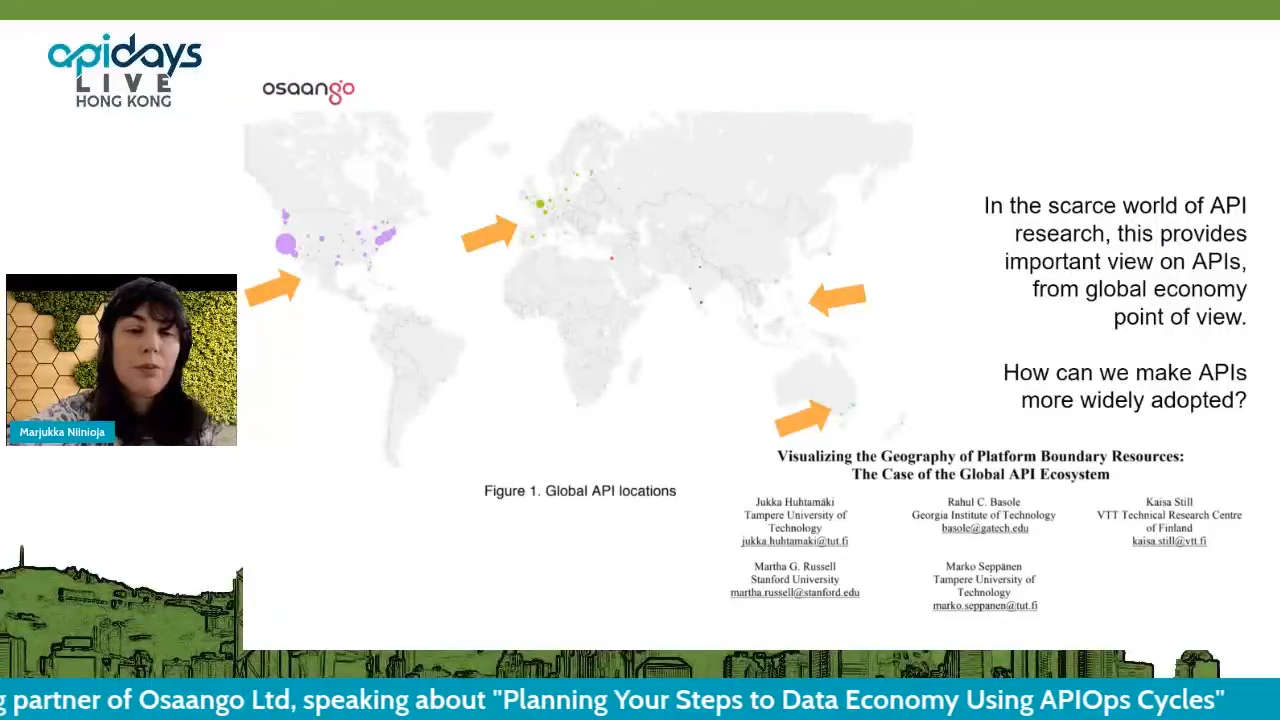 apidays
LIVE
HONG KONG
osaango
In the scarce world of API
research, this provides
important view on APIs,
from global economy
point of view.
How can we make APIs
more widely adopted?
Marjukka Niinioja
Figure 1. Global API locations
Visualizing the Geography of Platform Boundary Resources:
The Case of the Global API Ecosystem
Jukka Huhtamäki
Tampere University of
Technology
jukka.huhtamaki@tut.fi
Rahul C. Basole
Georgia Institute of Technology
basole@gatech.edu
Kaisa Still
VTT Technical Research Centre
of Finland
kaisa.still@vtt.fi
Martha G. Russell
Stanford University
martha.russell@stanford.edu
Marko Seppänen
Tampere University of
Technology
marko.seppanen@tut.fi
g partner of Osaango Ltd, speaking about "Planning Your Steps to Data Economy Using APIOps Cycles"